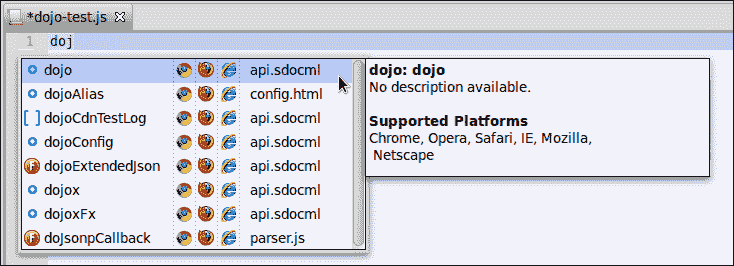 *dojo-test.js
1 doj
dojo api.sdocml
dojoAlias config.html
dojoCdnTestLog api.sdocml
dojoConfig api.sdocml
dojoExtendedJson api.sdocml
dojox api.sdocml
dojoxFx api.sdocml
doJsonpCallback parser.js
dojo: dojo
No description available.
Supported Platforms
Chrome, Opera, Safari, IE, Mozilla,
Netscape